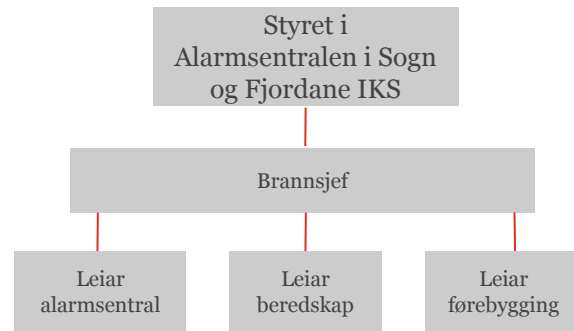 Styret i
Alarmsentralen i Sogn
og Fjordane IKS
Brannsjef
Leiar
alarmsentral
Leiar
beredskap
Leiar
førebygging